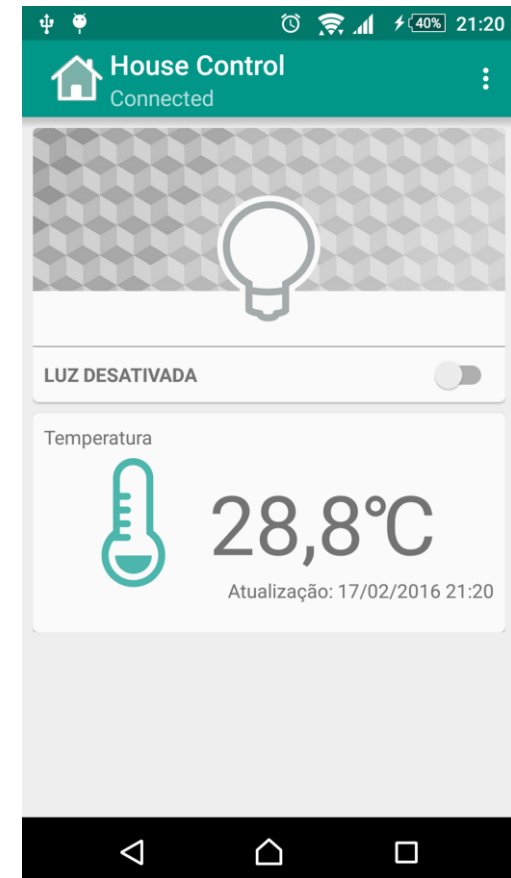 40% 21:20
House Control
Connected
LUZ DESATIVADA
Temperatura
28,8°C
Atualização: 17/02/2016 21:20